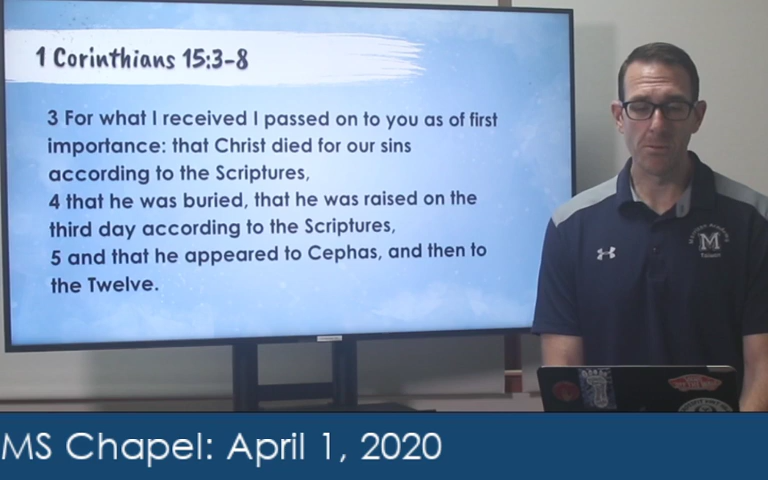 1 Corinthians 15:3-8
3 For what I received I passed on to you as of first
importance: that Christ died for our sins
according to the Scriptures,
4 that he was buried, that he was raised on the
third day according to the Scriptures,
5 and that he appeared to Cephas, and then to
the Twelve.
M
MS Chapel: April 1, 2020